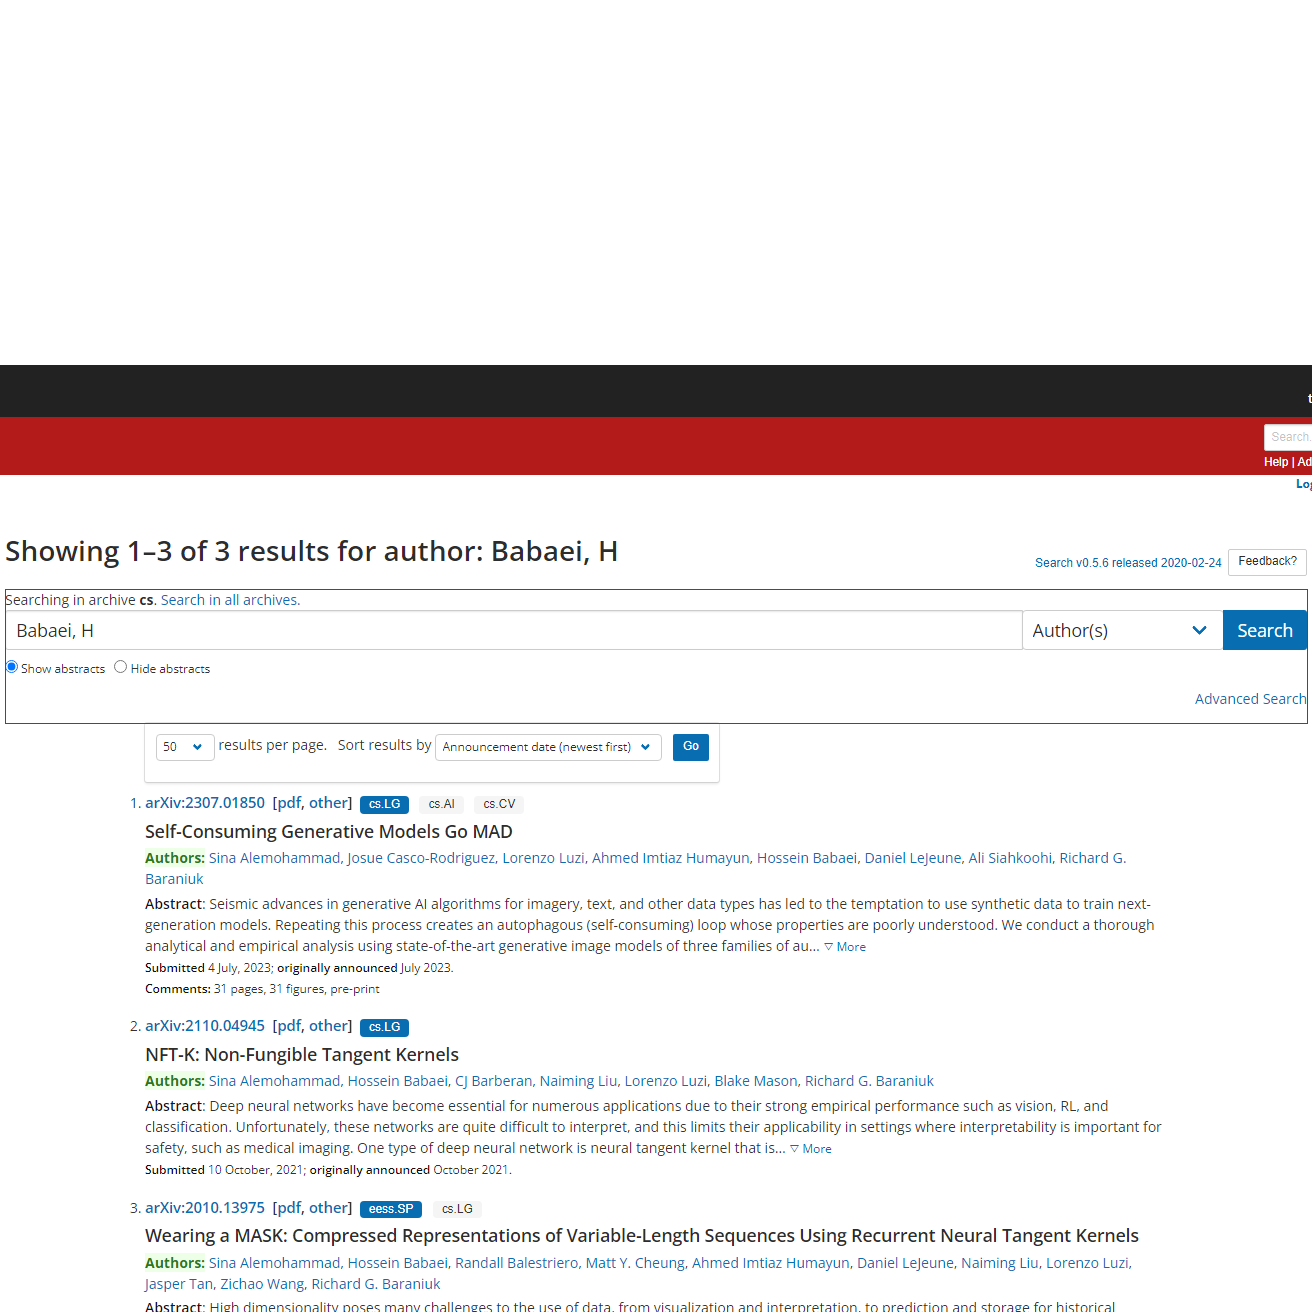 Search.
Help | Ad
Showing 1–3 of 3 results for author: Babaei, H
Search v0.5.6 released 2020-02-24
Feedback?
Searching in archive cs. Search in all archives.
Babaei, H
Author(s)
Search
Show abstracts Hide abstracts
Advanced Search
50 results per page. Sort results by Announcement date (newest first) Go
1. arXiv:2307.01850 [pdf, other] cs.LG cs.AI cs.CV
Self-Consuming Generative Models Go MAD
Authors: Sina Alemohammad, Josue Casco-Rodriguez, Lorenzo Luzi, Ahmed Imtiaz Humayun, Hossein Babaei, Daniel LeJeune, Ali Siahkoohi, Richard G.
Baraniuk
Abstract: Seismic advances in generative AI algorithms for imagery, text, and other data types has led to the temptation to use synthetic data to train next-
generation models. Repeating this process creates an autophagous (self-consuming) loop whose properties are poorly understood. We conduct a thorough
analytical and empirical analysis using state-of-the-art generative image models of three families of au… ▽ More
Submitted 4 July, 2023; originally announced July 2023.
Comments: 31 pages, 31 figures, pre-print
2. arXiv:2110.04945 [pdf, other] cs.LG
NFT-K: Non-Fungible Tangent Kernels
Authors: Sina Alemohammad, Hossein Babaei, CJ Barberan, Naiming Liu, Lorenzo Luzi, Blake Mason, Richard G. Baraniuk
Abstract: Deep neural networks have become essential for numerous applications due to their strong empirical performance such as vision, RL, and
classification. Unfortunately, these networks are quite difficult to interpret, and this limits their applicability in settings where interpretability is important for
safety, such as medical imaging. One type of deep neural network is neural tangent kernel that is… ▽ More
Submitted 10 October, 2021; originally announced October 2021.
3. arXiv:2010.13975 [pdf, other] eess.SP cs.LG
Wearing a MASK: Compressed Representations of Variable-Length Sequences Using Recurrent Neural Tangent Kernels
Authors: Sina Alemohammad, Hossein Babaei, Randall Balestriero, Matt Y. Cheung, Ahmed Imtiaz Humayun, Daniel LeJeune, Naiming Liu, Lorenzo Luzi,
Jasper Tan, Zichao Wang, Richard G. Baraniuk
Abstract: High dimensionality poses many challenges to the use of data, from visualization and interpretation, to prediction and storage for historical